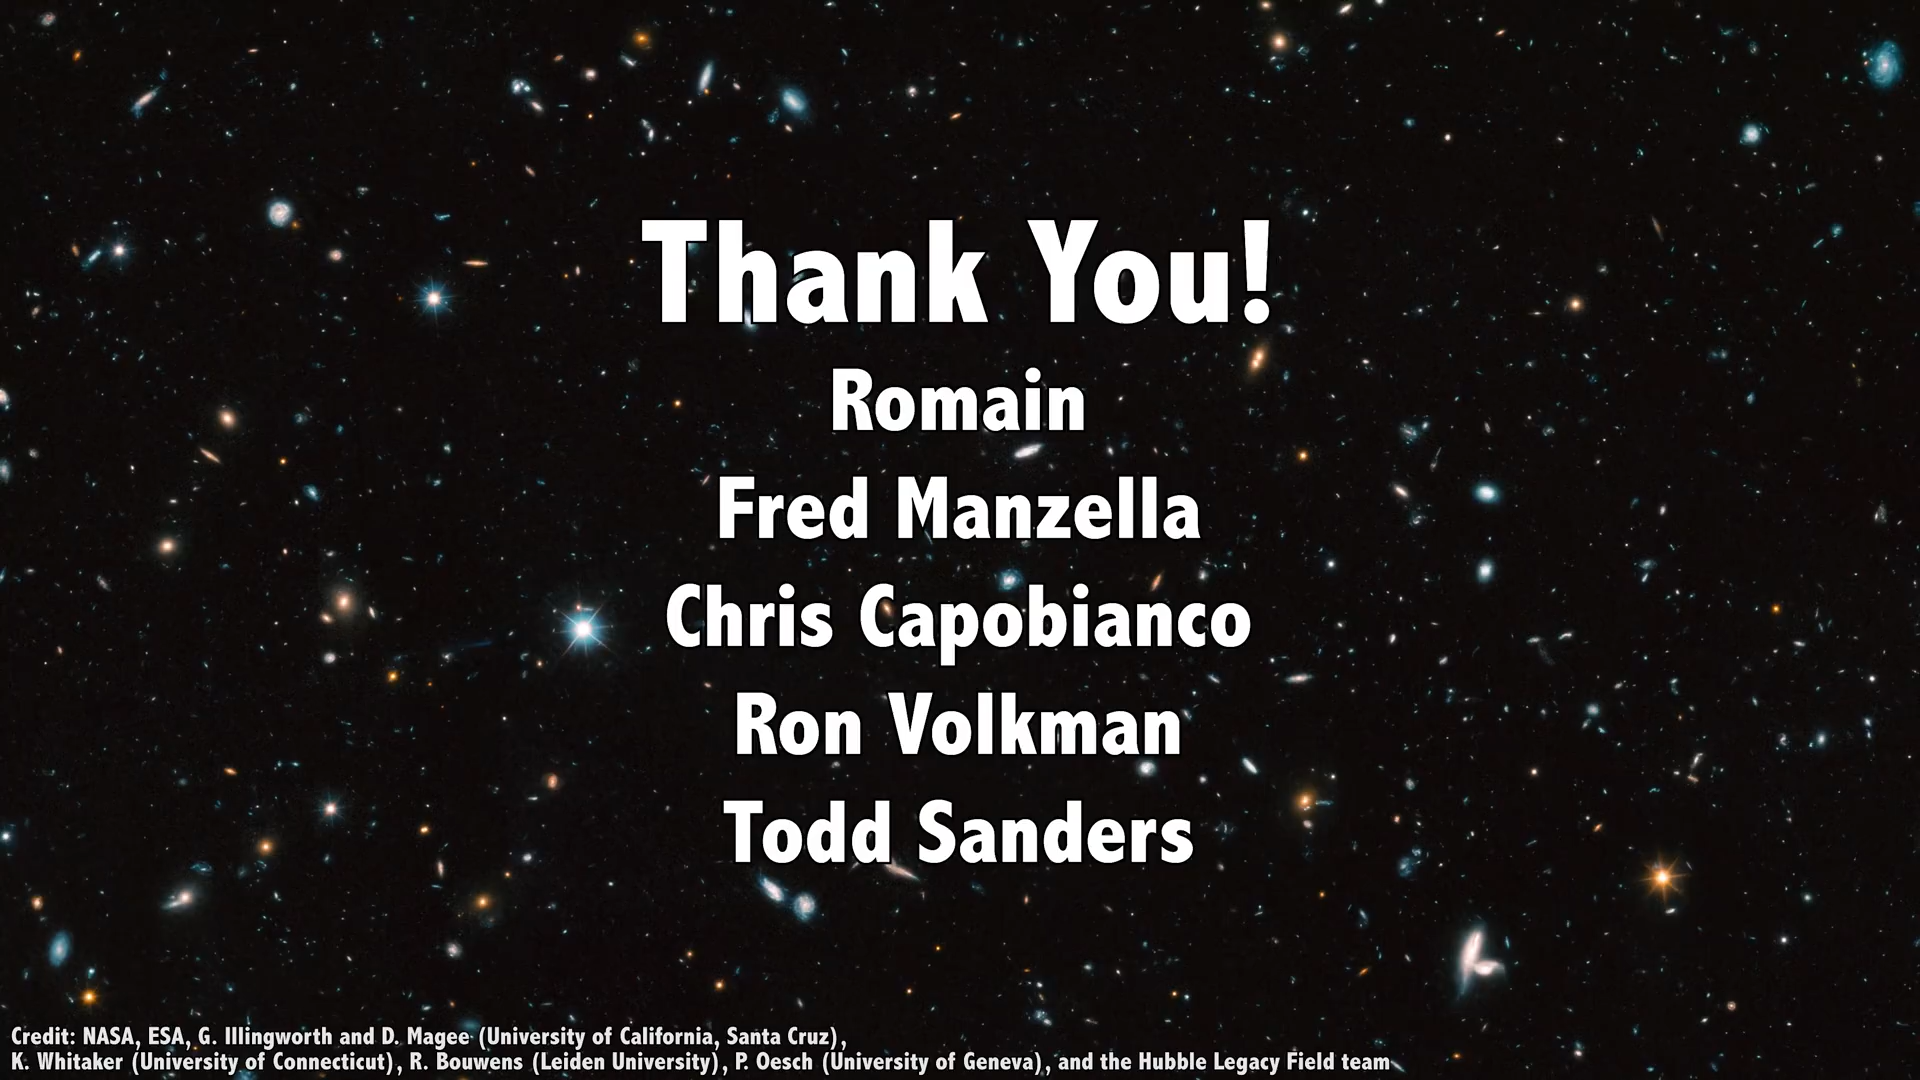 Thank You!
Romain
Fred Manzella
Chris Capobianco
Ron Volkman
Todd Sanders
Credit: NASA, ESA, G. Illingworth and D. Magee (University of California, Santa Cruz),
K. Whitaker (University of Connecticut), R. Bouwens (Leiden University), P. Oesch (University of Geneva), and the Hubble Legacy Field team